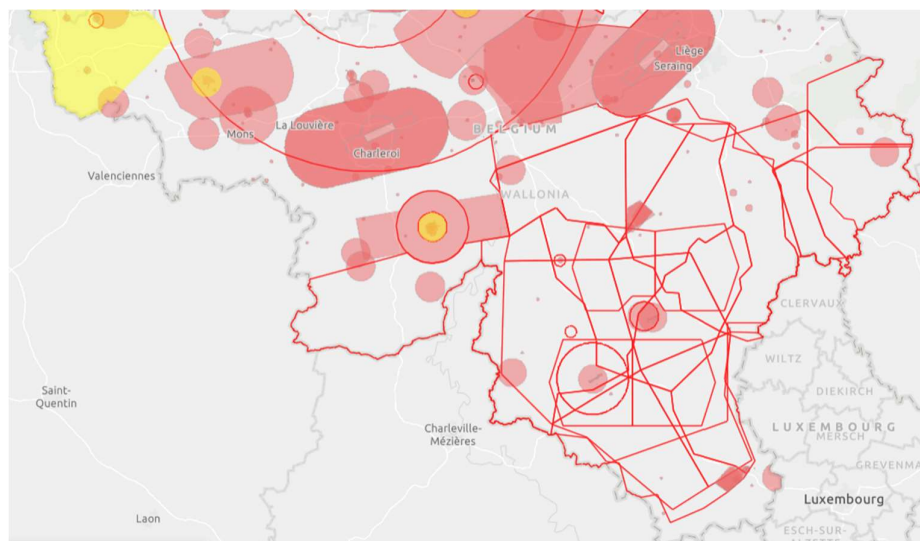 Liège
Seraing
La Louvière
BELGIUM
Mons
Charleroi
Valenciennes
WALLONIA
CLERVAUX
WILTZ
Saint-
Quentin
DIEKIRCH
Charleville-
Mézières
LUXEMBOURG
MERSCH
GREVENMA
Luxembourg
Laon
ESCH-SUR-